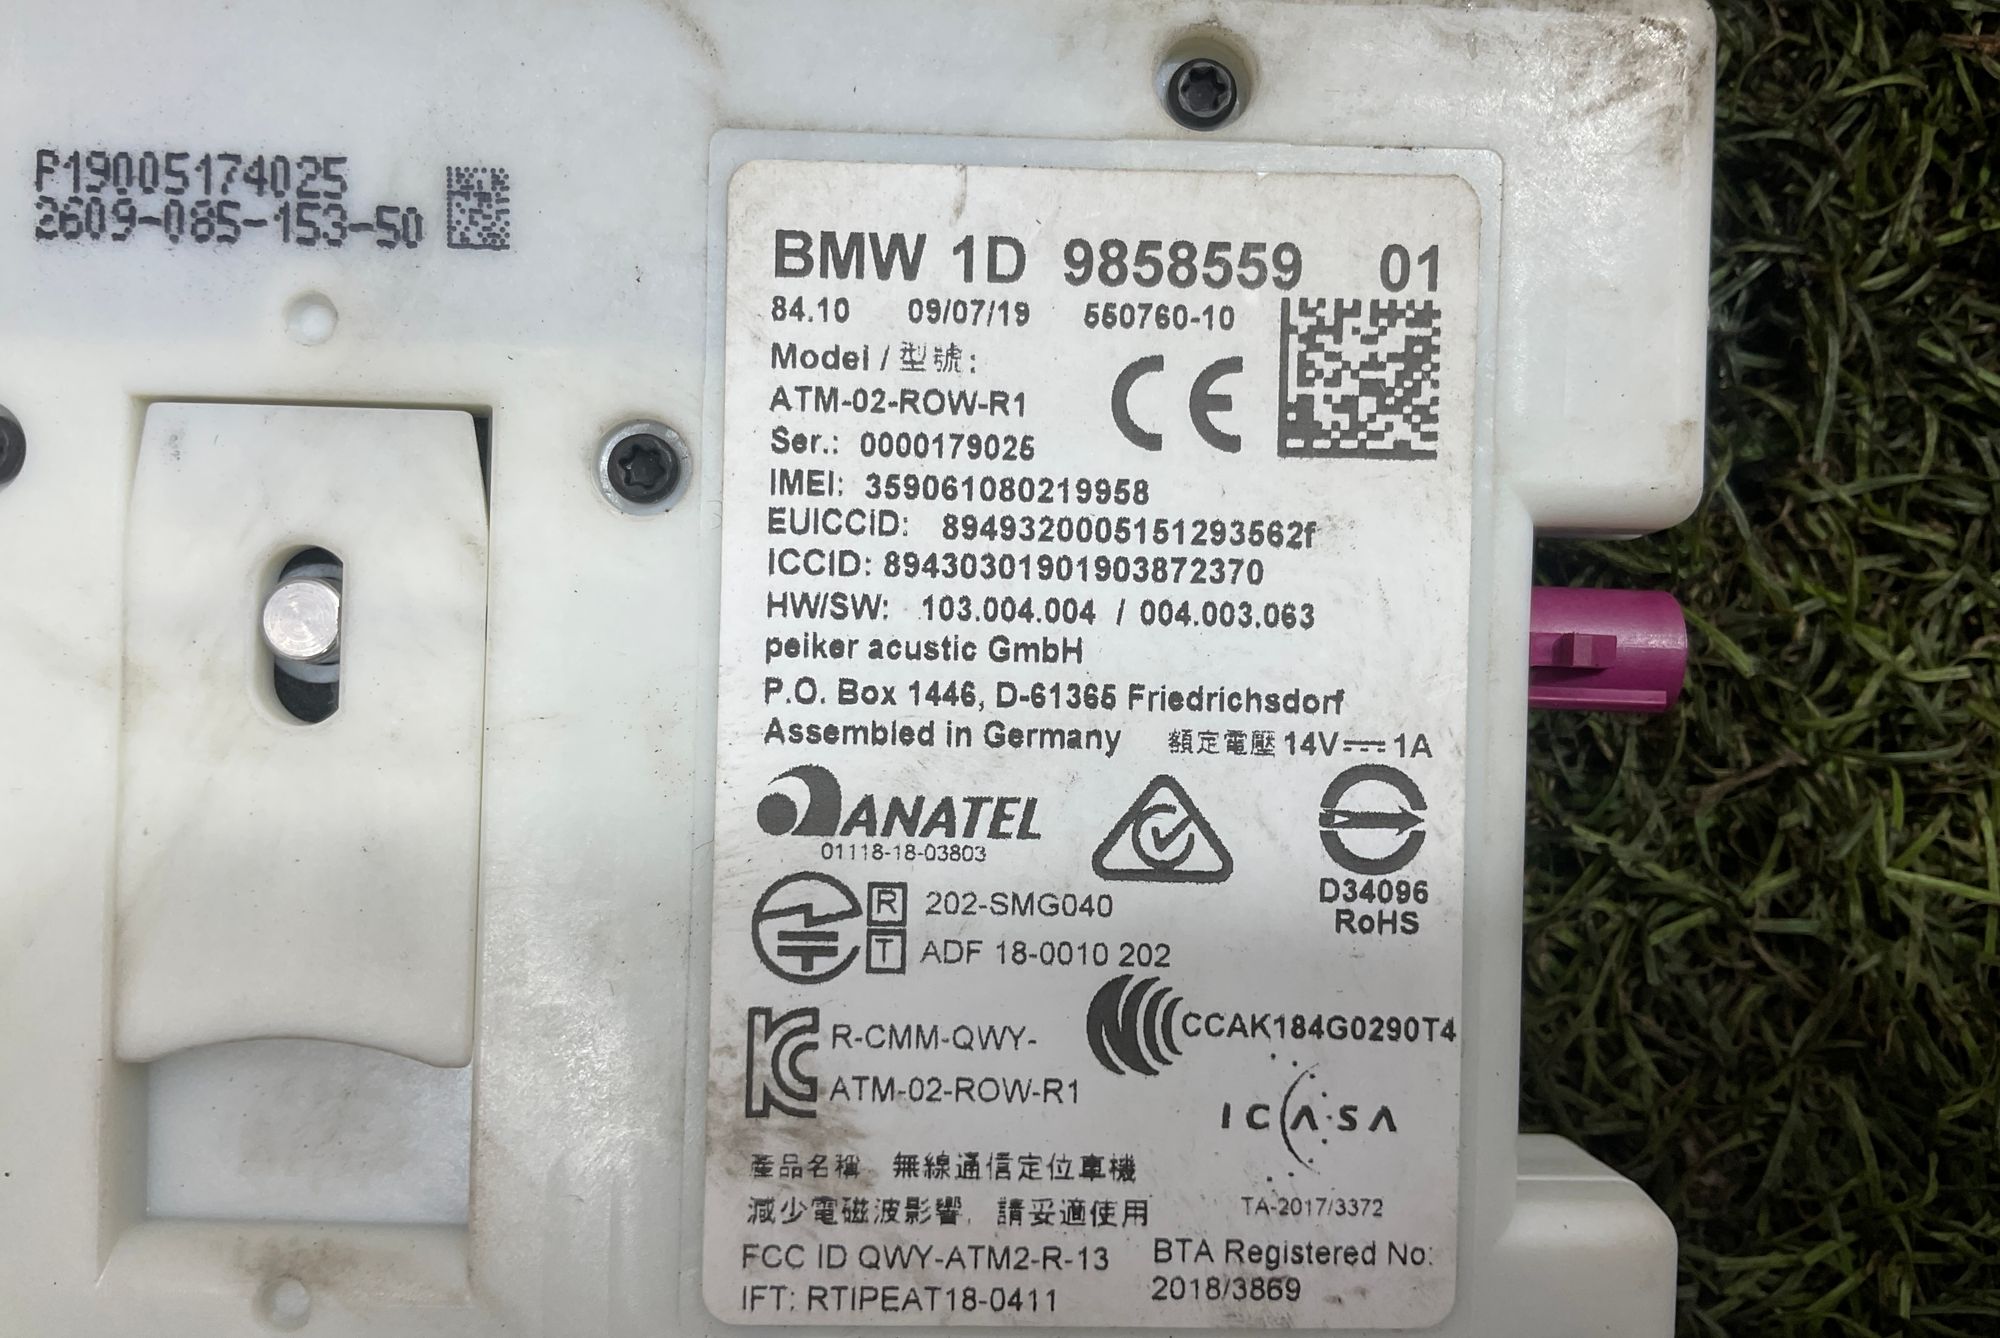 P19005174025
2609-085-153-50
BMW 1D 9858559 01
84.10 09/07/19 550760-10
Model / 型號:
ATM-02-ROW-R1
CE
Ser.: 0000179025
IMEI: 359061080219958
EUICCID: 8949320005151293562f
ICCID: 89430301901903872370
HW/SW: 103.004.004 / 004.003.063
peiker acustic GmbH
P.O. Box 1446, D-61365 Friedrichsdorf
Assembled in Germany 額定電壓 14V 1A
ANATEL
01118-18-03803
D34096
RoHS
R 202-SMG040
T ADF 18-0010 202
R-CMM-QWY-
ATM-02-ROW-R1
CCAK184G0290T4
ICASA
TA-2017/3372
產品名稱 無線通信定位車機
減少電磁波影響, 請妥適使用
FCC ID QWY-ATM2-R-13
IFT: RTIPEAT18-0411
BTA Registered No:
2018/3869